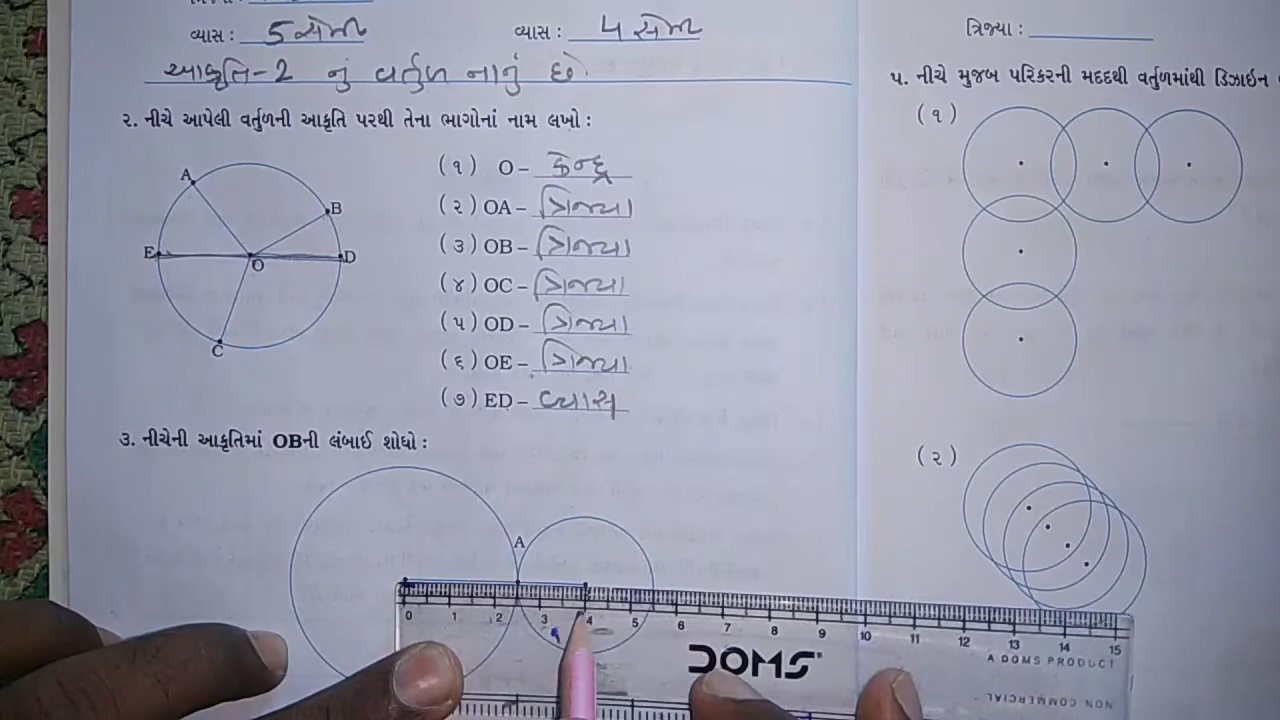 વ્યાસ : 5 સેમી
વ્યાસ : 4 સેમી
આકૃતિ-2 નું વર્તુળ નાનું છે.
૨. નીચે આપેલી વર્તુળની આકૃતિ પરથી તેના ભાગોનાં નામ લખો :
A
B
E
O
D
C
(૧) O – કેન્દ્ર
(૨) OA – ત્રિજ્યા
(૩) OB – ત્રિજ્યા
(૪) OC – ત્રિજ્યા
(૫) OD – ત્રિજ્યા
(૬) OE – ત્રિજ્યા
(૭) ED – વ્યાસ
૩. નીચેની આકૃતિમાં OBની લંબાઈ શોધો :
A
0 1 2 3 4 5 6 7 8 9 10 11 12 13 14 15
DOMS
A DOMS PRODUCT
NON COMMERCIAL
ત્રિજ્યા :
૫. નીચે મુજબ પરિકરની મદદથી વર્તુળમાંથી ડિઝાઇન
(૧)
(૨)